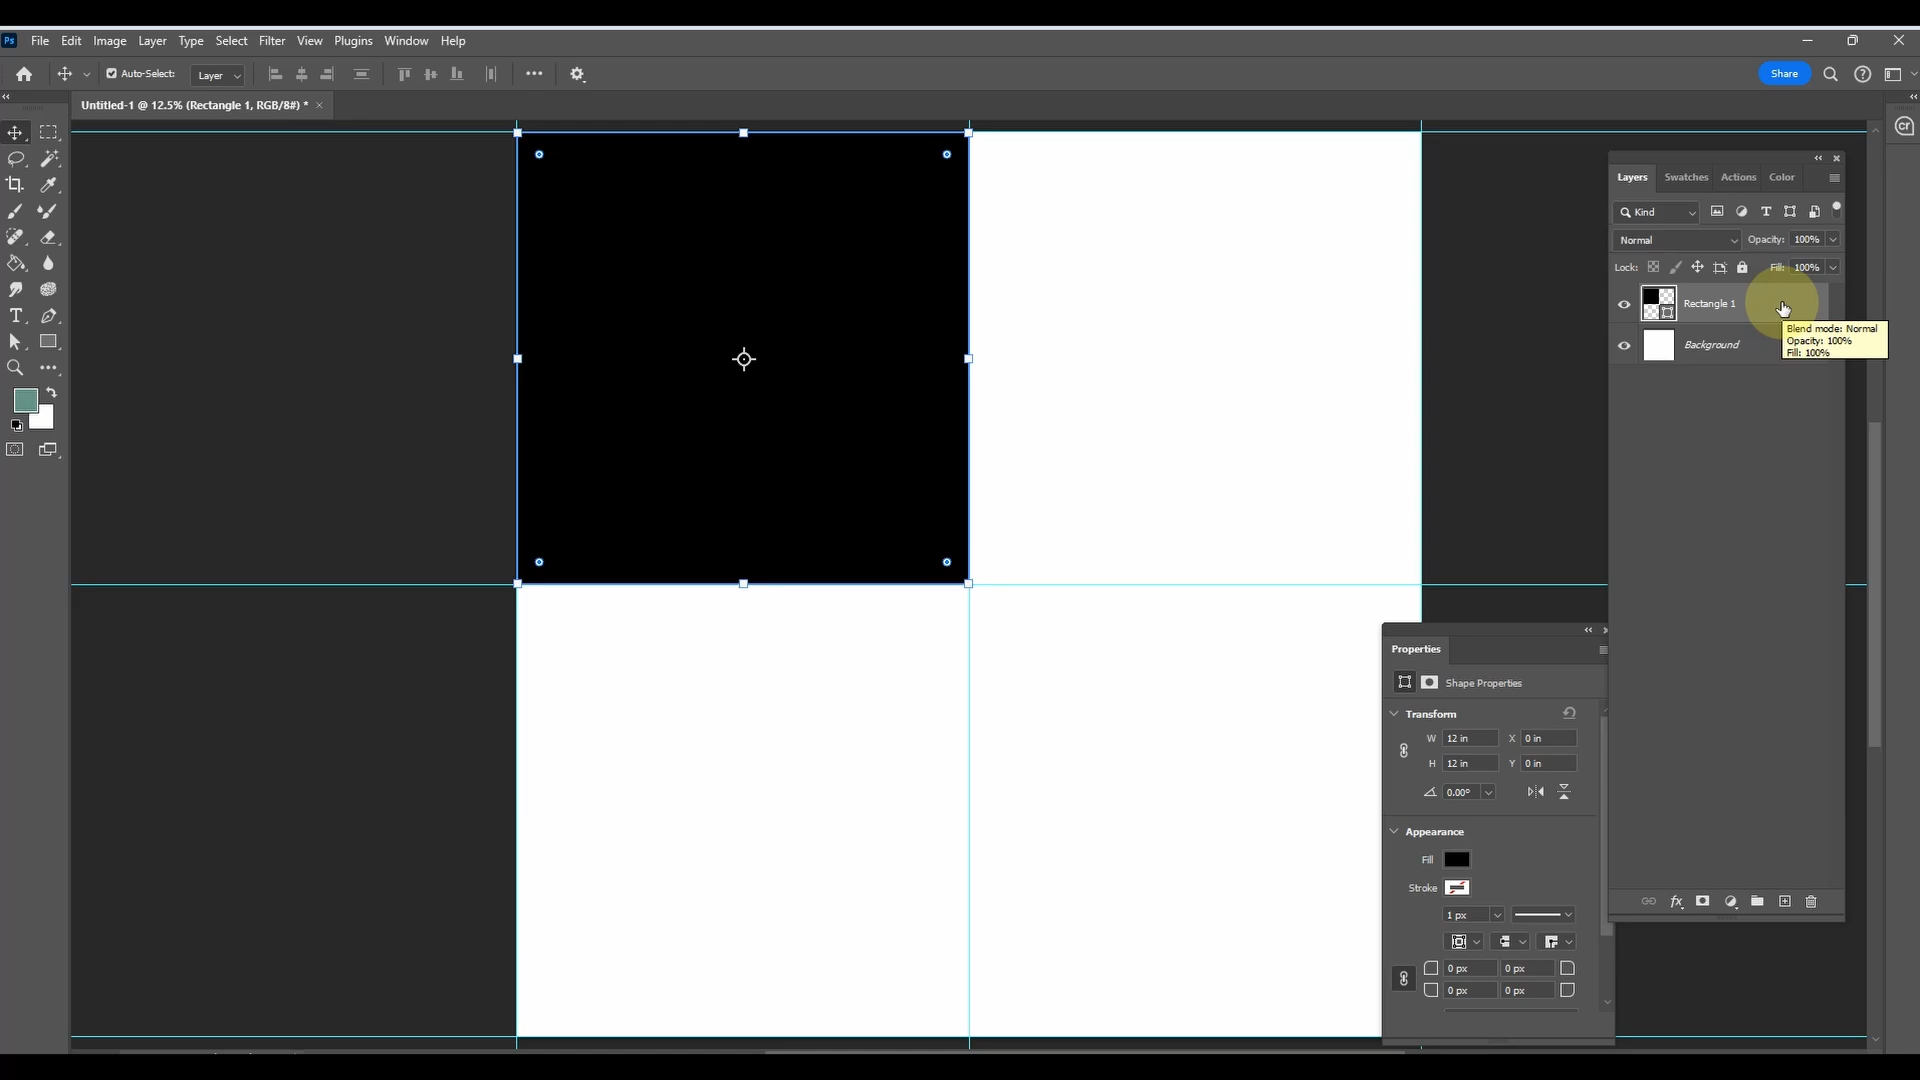 Ps File Edit Image Layer Type Select Filter View Plugins Window Help
Auto-Select: Layer Share
Untitled-1 @ 12.5% (Rectangle 1, RGB/8#) *
Layers Swatches Actions Color
Kind
Normal Opacity: 100%
Lock: Fill: 100%
Rectangle 1
Blend mode: Normal
Opacity: 100%
Fill: 100%
Background
Properties
Shape Properties
Transform
W 12 in X 0 in
H 12 in Y 0 in
0.00°
Appearance
Fill
Stroke
1 px
0 px 0 px
0 px 0 px
fx